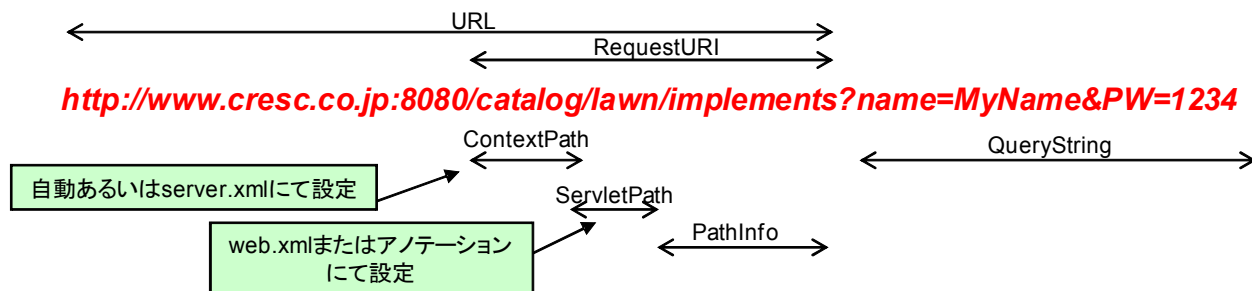 URL
RequestURI
http://www.cresc.co.jp:8080/catalog/lawn/implements?name=MyName&PW=1234
ContextPath
QueryString
自動あるいはserver.xmlにて設定
ServletPath
web.xmlまたはアノテーション
にて設定
PathInfo